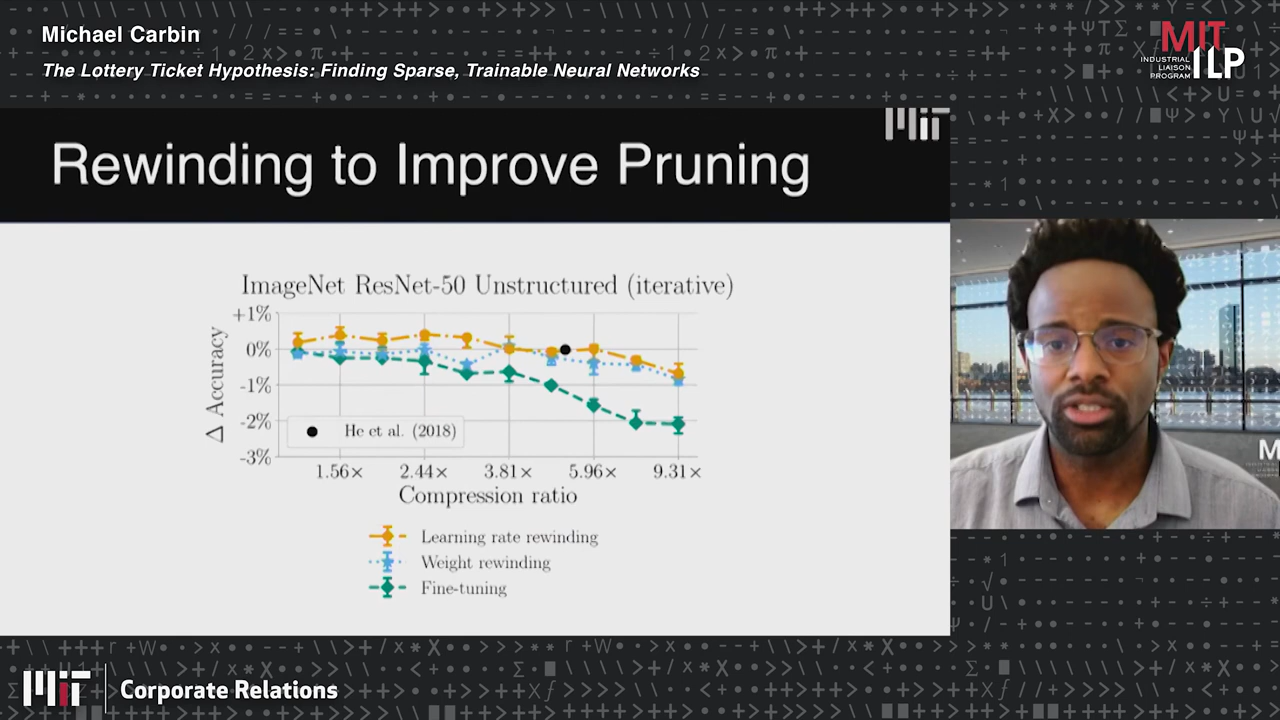 Michael Carbin
The Lottery Ticket Hypothesis: Finding Sparse, Trainable Neural Networks
MIT
INDUSTRIAL
LIAISON
PROGRAM
ILP
MIT
Rewinding to Improve Pruning
ImageNet ResNet-50 Unstructured (iterative)
+1%
0%
-1%
-2%
-3%
Δ Accuracy
He et al. (2018)
1.56× 2.44× 3.81× 5.96× 9.31×
Compression ratio
Learning rate rewinding
Weight rewinding
Fine-tuning
MIT
Corporate Relations